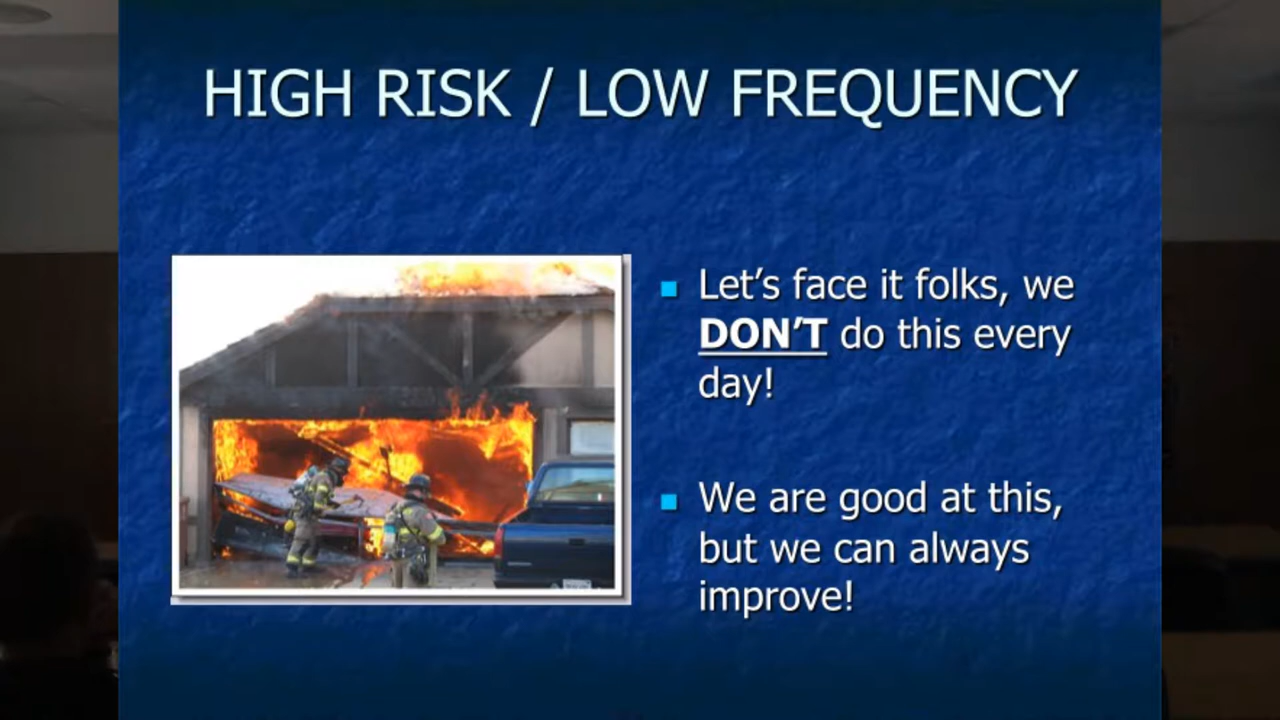 HIGH RISK / LOW FREQUENCY
Let's face it folks, we
DON'T do this every
day!
We are good at this,
but we can always
improve!